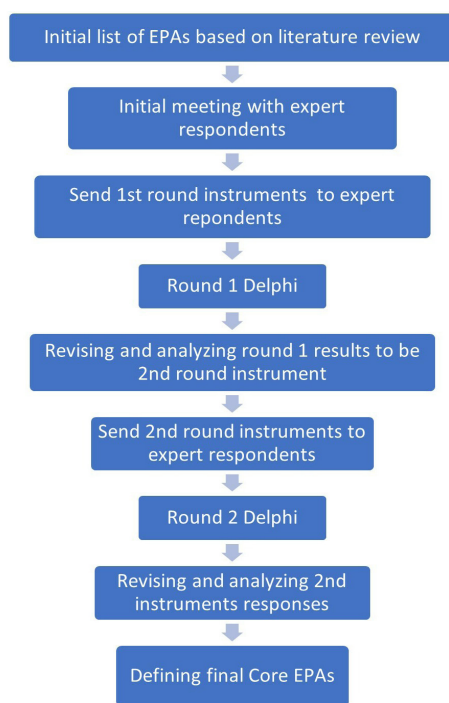 Initial list of EPAs based on literature review
Initial meeting with expert
respondents
Send 1st round instruments to expert
repondents
Round 1 Delphi
Revising and analyzing round 1 results to be
2nd round instrument
Send 2nd round instruments to
expert respondents
Round 2 Delphi
Revising and analyzing 2nd
instruments responses
Defining final Core EPAs